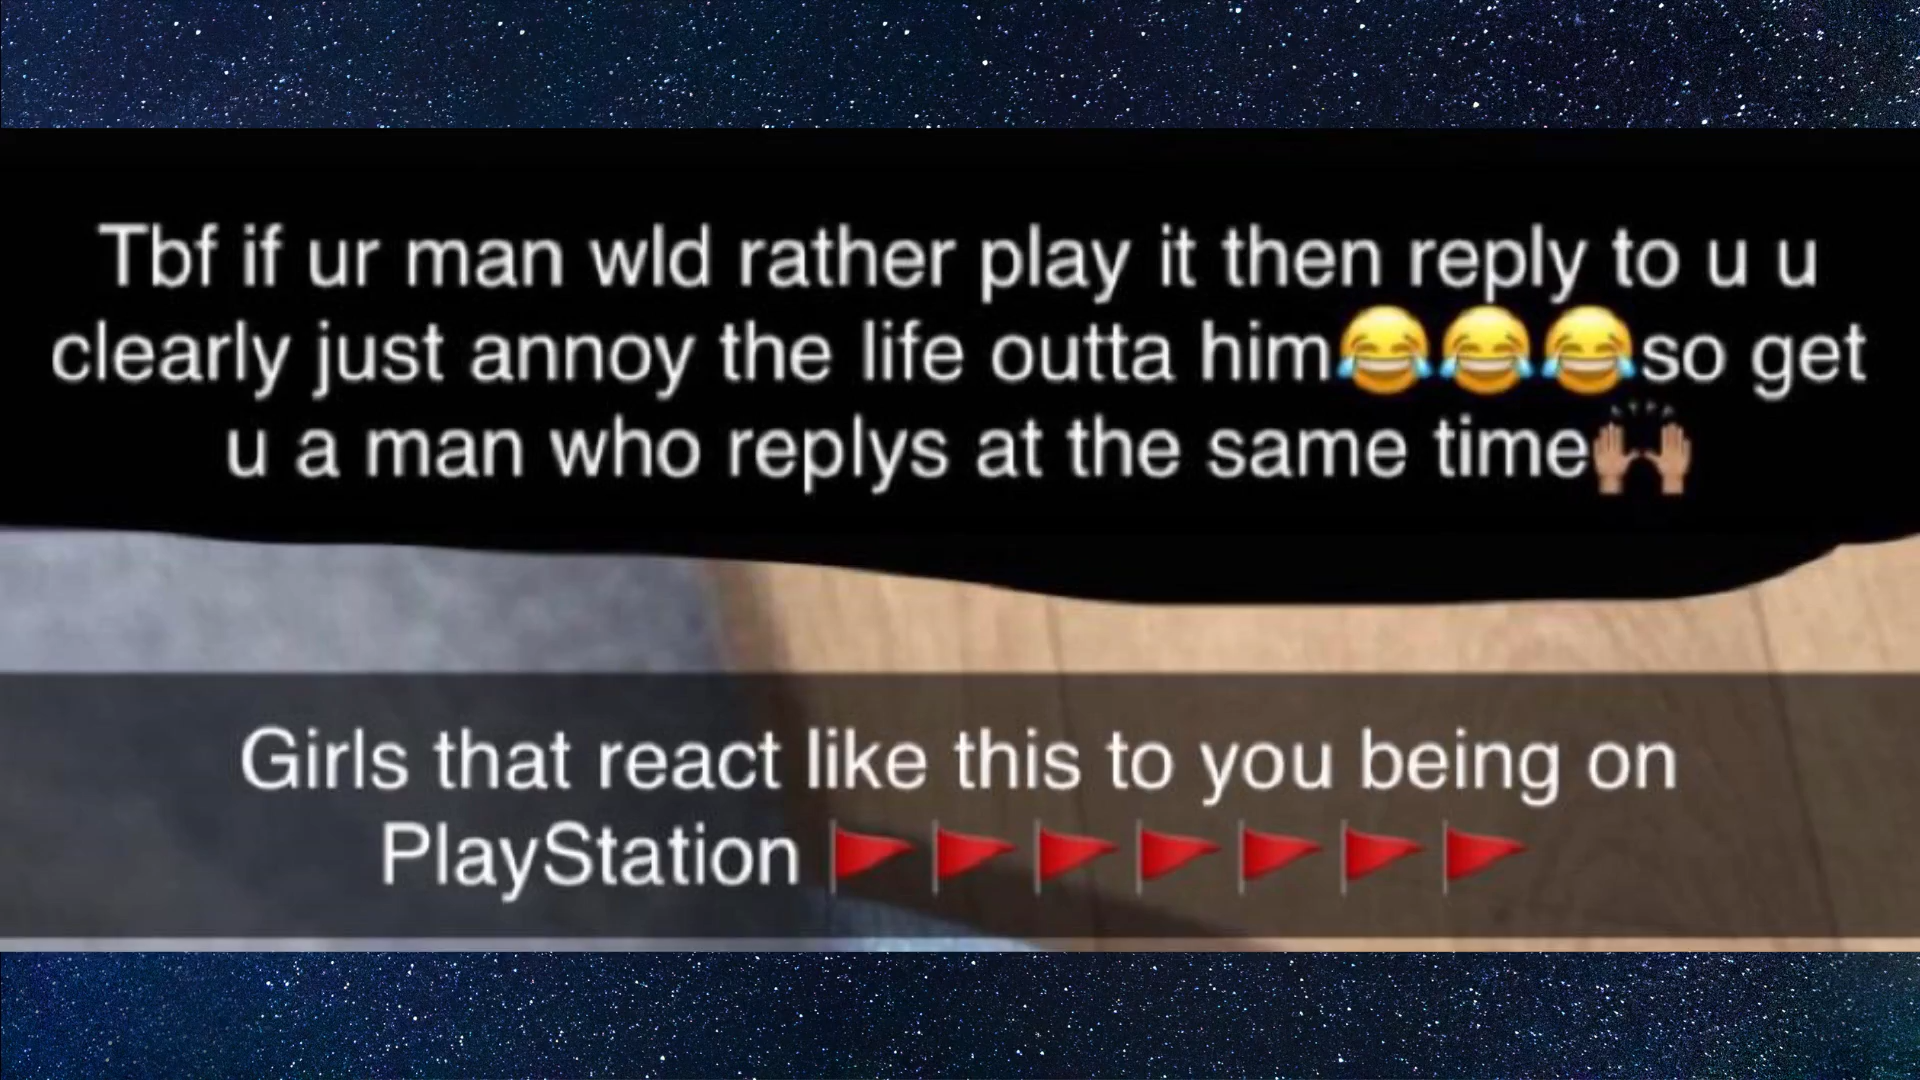 Tbf if ur man wld rather play it then reply to u u
clearly just annoy the life outta him😂😂😂so get
u a man who replys at the same time🙌🏽
Girls that react like this to you being on
PlayStation 🚩🚩🚩🚩🚩🚩🚩